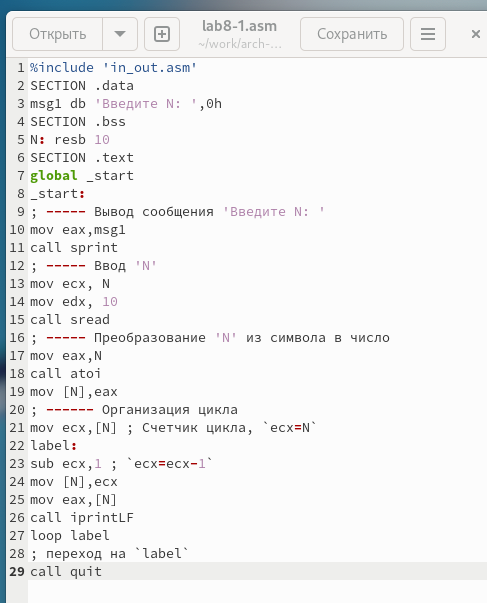 Открыть
lab8-1.asm
~/work/arch-...
Сохранить
1 %include 'in_out.asm'
2 SECTION .data
3 msg1 db 'Введите N: ',0h
4 SECTION .bss
5 N: resb 10
6 SECTION .text
7 global _start
8 _start:
9 ; ----- Вывод сообщения 'Введите N: '
10 mov eax,msg1
11 call sprint
12 ; ----- Ввод 'N'
13 mov ecx, N
14 mov edx, 10
15 call sread
16 ; ----- Преобразование 'N' из символа в число
17 mov eax,N
18 call atoi
19 mov [N],eax
20 ; ------ Организация цикла
21 mov ecx,[N] ; Счетчик цикла, `ecx=N`
22 label:
23 sub ecx,1 ; `ecx=ecx-1`
24 mov [N],ecx
25 mov eax,[N]
26 call iprintLF
27 loop label
28 ; переход на `label`
29 call quit